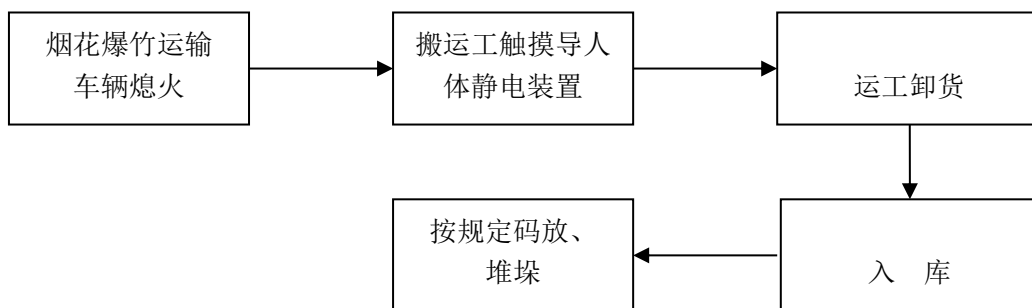 烟花爆竹运输
车辆熄火
搬运工触摸导人
体静电装置
运工卸货
入 库
按规定码放、
堆垛